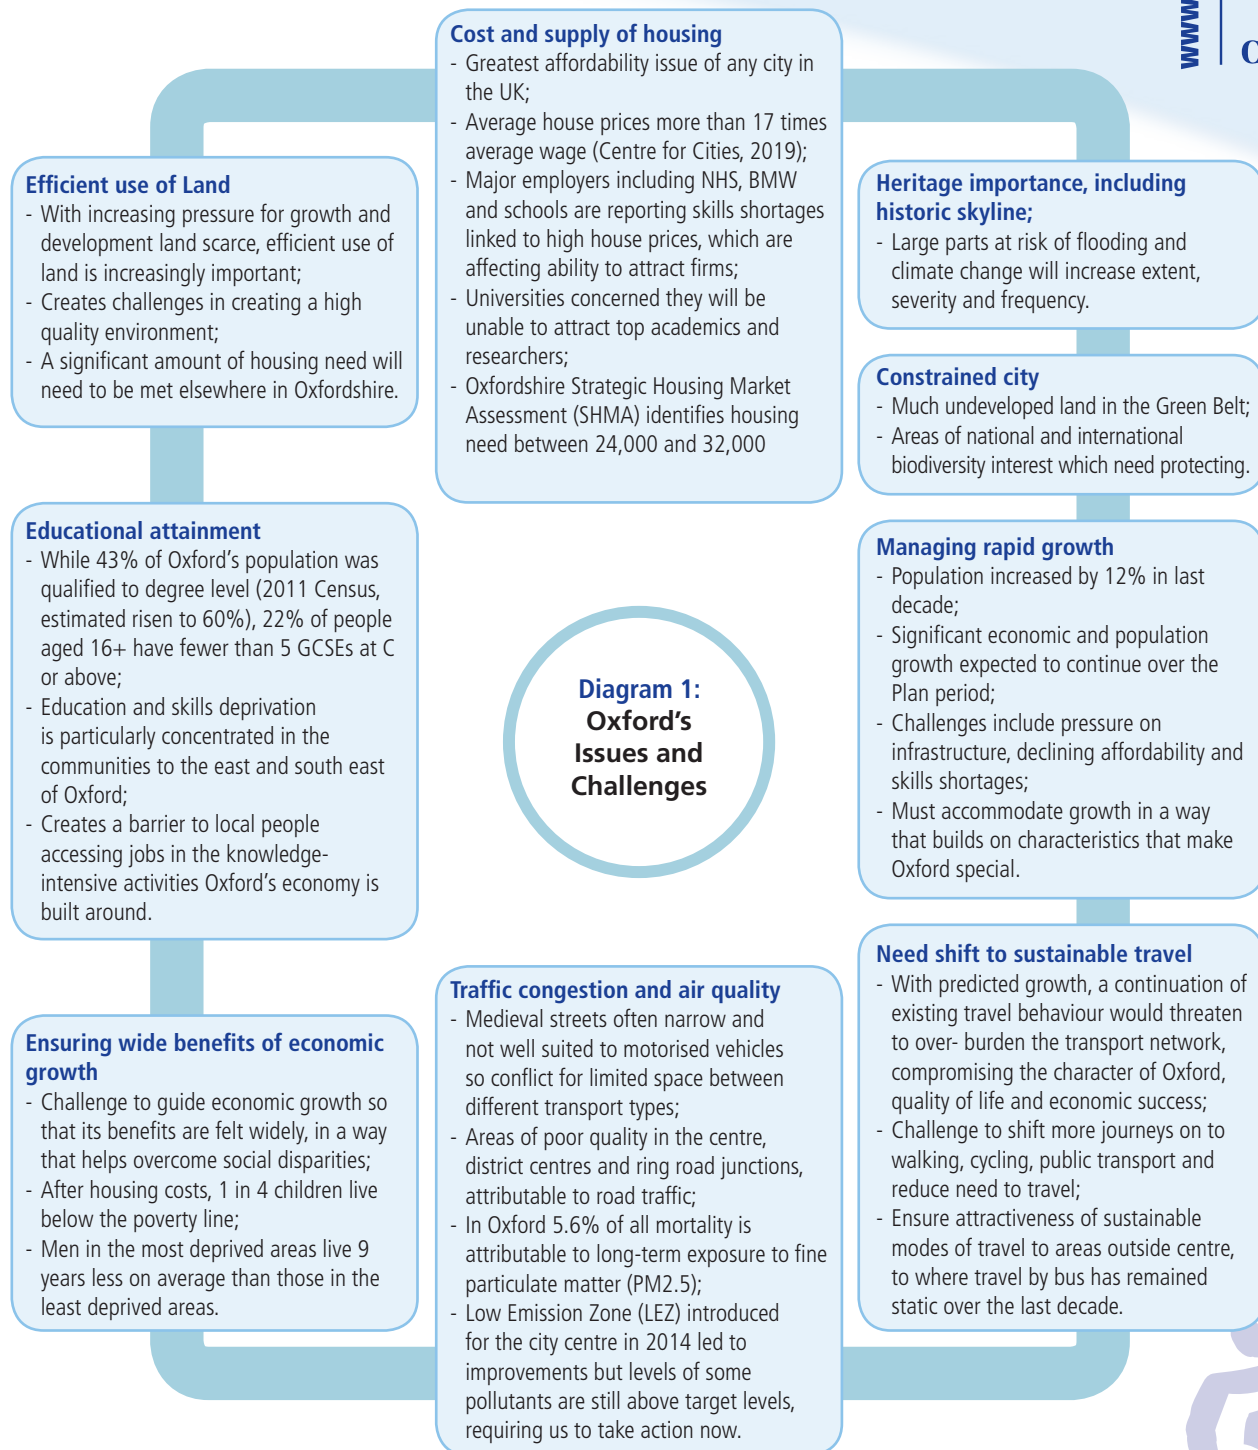 www
O
Cost and supply of housing
- Greatest affordability issue of any city in
the UK;
- Average house prices more than 17 times
average wage (Centre for Cities, 2019);
- Major employers including NHS, BMW
and schools are reporting skills shortages
linked to high house prices, which are
affecting ability to attract firms;
- Universities concerned they will be
unable to attract top academics and
researchers;
- Oxfordshire Strategic Housing Market
Assessment (SHMA) identifies housing
need between 24,000 and 32,000
Efficient use of Land
- With increasing pressure for growth and
development land scarce, efficient use of
land is increasingly important;
- Creates challenges in creating a high
quality environment;
- A significant amount of housing need will
need to be met elsewhere in Oxfordshire.
Heritage importance, including
historic skyline;
- Large parts at risk of flooding and
climate change will increase extent,
severity and frequency.
Constrained city
- Much undeveloped land in the Green Belt;
- Areas of national and international
biodiversity interest which need protecting.
Educational attainment
- While 43% of Oxford's population was
qualified to degree level (2011 Census,
estimated risen to 60%), 22% of people
aged 16+ have fewer than 5 GCSEs at C
or above;
- Education and skills deprivation
is particularly concentrated in the
communities to the east and south east
of Oxford;
- Creates a barrier to local people
accessing jobs in the knowledge-
intensive activities Oxford's economy is
built around.
Diagram 1:
Oxford's
Issues and
Challenges
Managing rapid growth
- Population increased by 12% in last
decade;
- Significant economic and population
growth expected to continue over the
Plan period;
- Challenges include pressure on
infrastructure, declining affordability and
skills shortages;
- Must accommodate growth in a way
that builds on characteristics that make
Oxford special.
Ensuring wide benefits of economic
growth
- Challenge to guide economic growth so
that its benefits are felt widely, in a way
that helps overcome social disparities;
- After housing costs, 1 in 4 children live
below the poverty line;
- Men in the most deprived areas live 9
years less on average than those in the
least deprived areas.
Traffic congestion and air quality
- Medieval streets often narrow and
not well suited to motorised vehicles
so conflict for limited space between
different transport types;
- Areas of poor quality in the centre,
district centres and ring road junctions,
attributable to road traffic;
- In Oxford 5.6% of all mortality is
attributable to long-term exposure to fine
particulate matter (PM2.5);
- Low Emission Zone (LEZ) introduced
for the city centre in 2014 led to
improvements but levels of some
pollutants are still above target levels,
requiring us to take action now.
Need shift to sustainable travel
- With predicted growth, a continuation of
existing travel behaviour would threaten
to over- burden the transport network,
compromising the character of Oxford,
quality of life and economic success;
- Challenge to shift more journeys on to
walking, cycling, public transport and
reduce need to travel;
- Ensure attractiveness of sustainable
modes of travel to areas outside centre,
to where travel by bus has remained
static over the last decade.